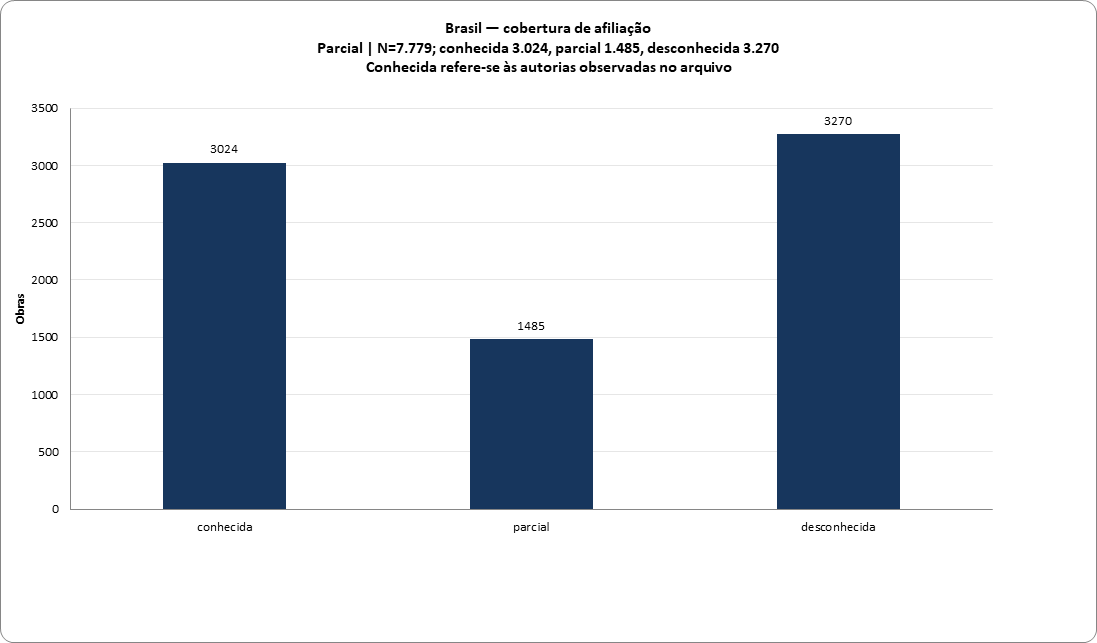 Brasil — cobertura de afiliação
Parcial | N=7.779; conhecida 3.024, parcial 1.485, desconhecida 3.270
Conhecida refere-se às autorias observadas no arquivo
3500
3000
2500
2000
1500
1000
500
0
Obras
3024
1485
3270
conhecida
parcial
desconhecida